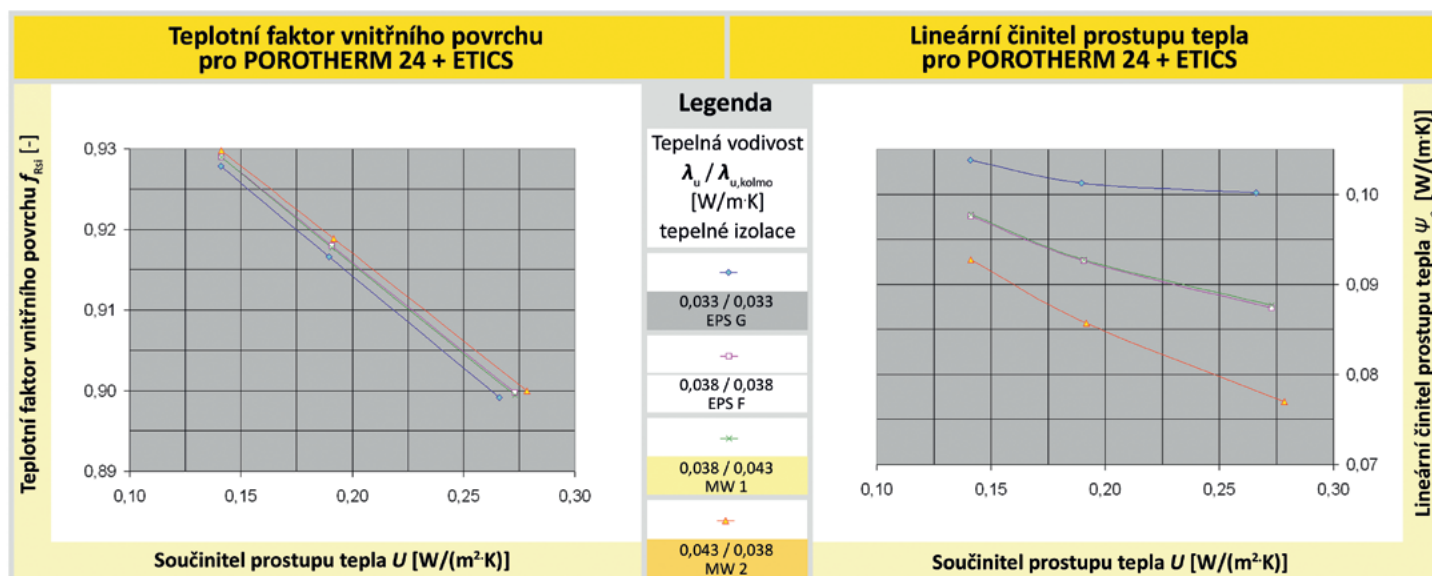 Teplotní faktor vnitřního povrchu
pro POROTHERM 24 + ETICS
Lineární činitel prostupu tepla
pro POROTHERM 24 + ETICS
Teplotní faktor vnitřního povrchu f_Rsi [-]
0,93
0,92
0,91
0,90
0,89
0,10
0,15
0,20
0,25
0,30
Součinitel prostupu tepla U [W/(m²·K)]
Legenda
Tepelná vodivost
λ_u / λ_u,kolmo
[W/m·K]
tepelné izolace
0,033 / 0,033
EPS G
0,038 / 0,038
EPS F
0,038 / 0,043
MW 1
0,043 / 0,038
MW 2
0,10
0,09
0,08
0,07
0,10
0,15
0,20
0,25
0,30
Součinitel prostupu tepla U [W/(m²·K)]
Lineární činitel prostupu tepla Ψ [W/(m·K)]